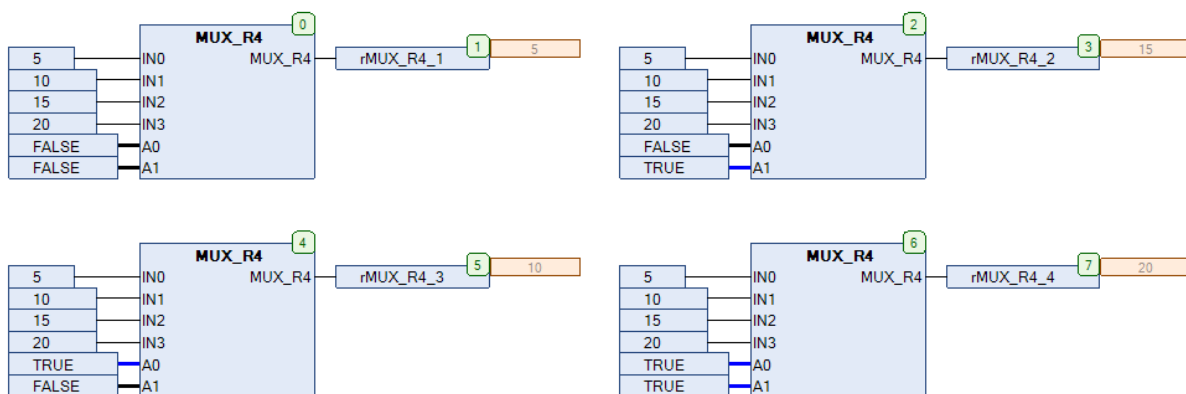 0 2
MUX_R4 MUX_R4
5 IN0 MUX_R4 rMUX_R4_1 1 5 5 IN0 MUX_R4 rMUX_R4_2 3 15
10 IN1 10 IN1
15 IN2 15 IN2
20 IN3 20 IN3
FALSE A0 FALSE A0
FALSE A1 TRUE A1
4 6
MUX_R4 MUX_R4
5 IN0 MUX_R4 rMUX_R4_3 5 10 5 IN0 MUX_R4 rMUX_R4_4 7 20
10 IN1 10 IN1
15 IN2 15 IN2
20 IN3 20 IN3
TRUE A0 TRUE A0
FALSE A1 TRUE A1